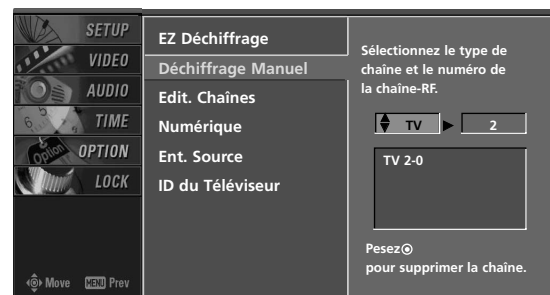 SETUP
VIDEO
AUDIO
TIME
OPTION
LOCK
Move MENU Prev
EZ Déchiffrage
Déchiffrage Manuel
Edit. Chaînes
Numérique
Ent. Source
ID du Téléviseur
Sélectionnez le type de
chaîne et le numéro de
la chaîne-RF.
TV 2
TV 2-0
Pesez
pour supprimer la chaîne.